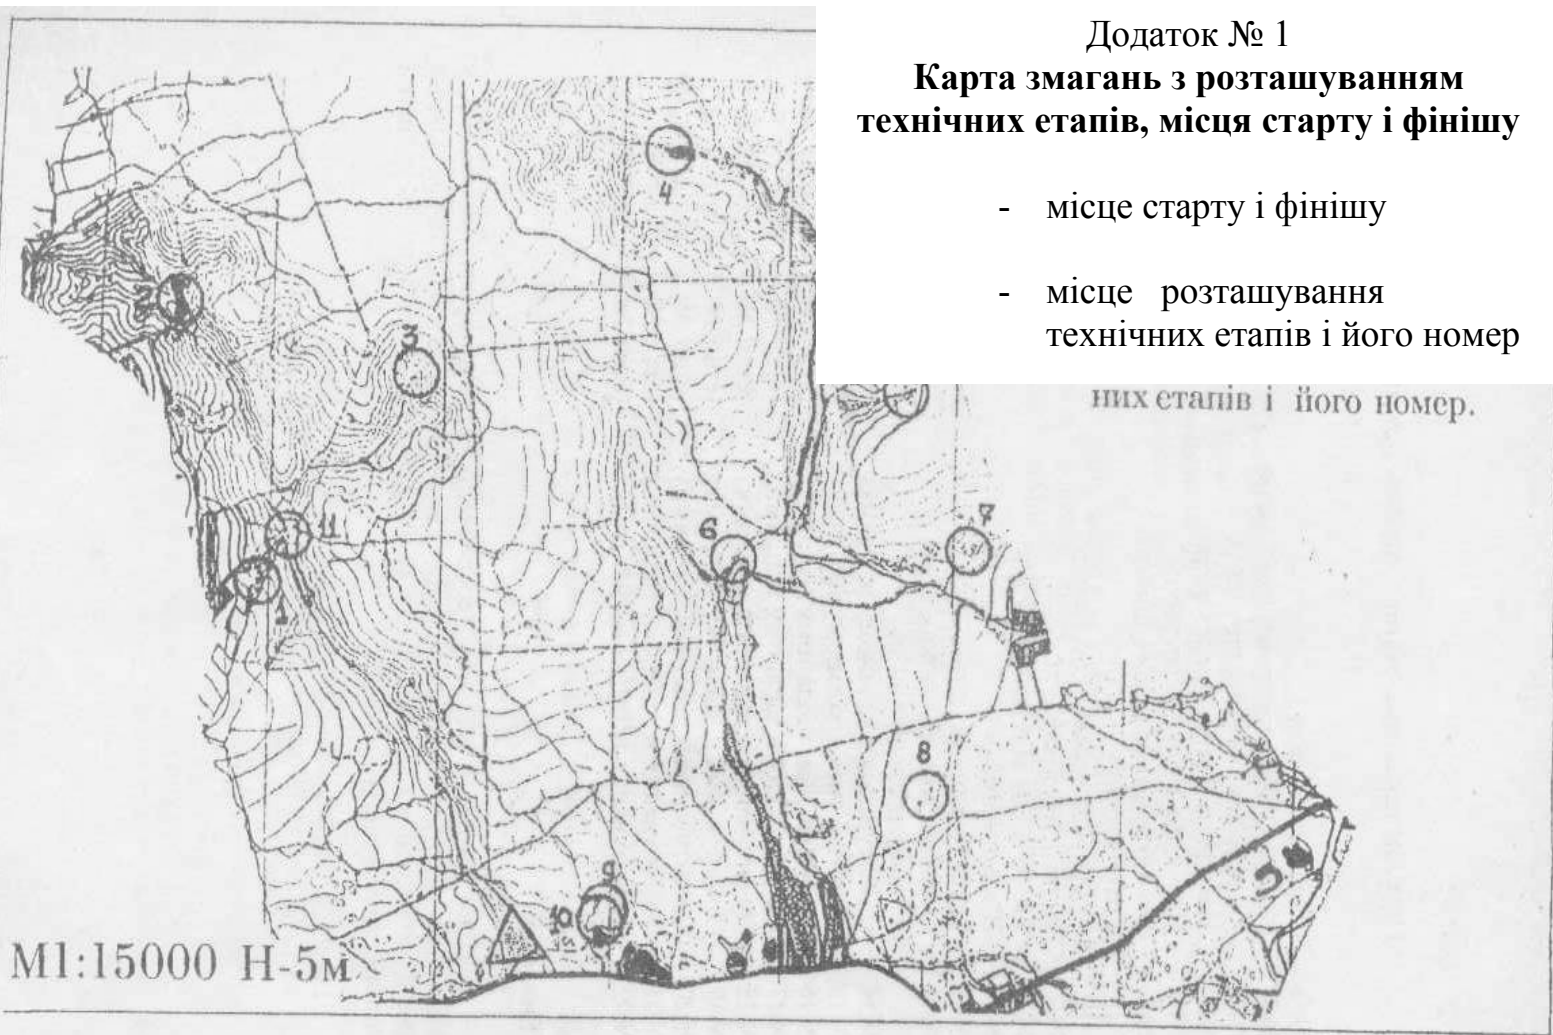 Додаток № 1
Карта змагань з розташуванням
технічних етапів, місця старту і фінішу
- місце старту і фінішу
- місце розташування
технічних етапів і його номер
них етапів і його номер.
4
2
3
11
6
7
1
8
9
5
10
М1:15000 Н-5м